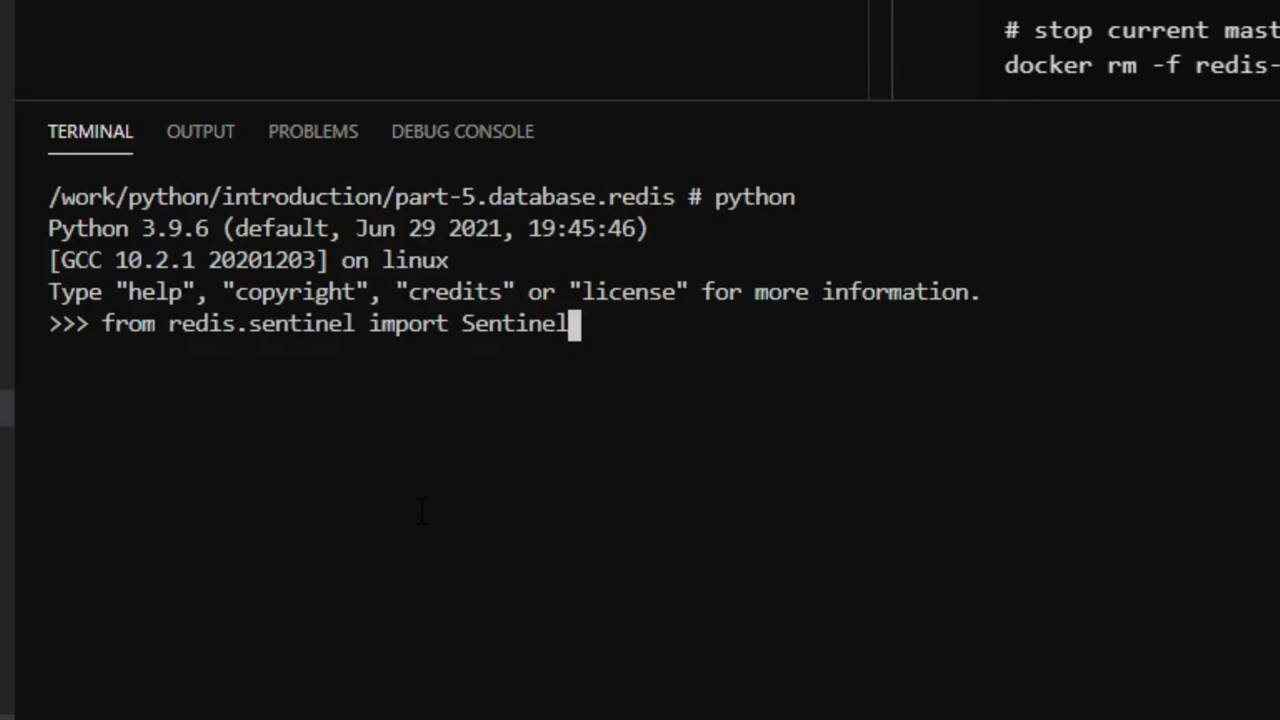 # stop current mast
docker rm -f redis-
TERMINAL OUTPUT PROBLEMS DEBUG CONSOLE
/work/python/introduction/part-5.database.redis # python
Python 3.9.6 (default, Jun 29 2021, 19:45:46)
[GCC 10.2.1 20201203] on linux
Type "help", "copyright", "credits" or "license" for more information.
>>> from redis.sentinel import Sentinel